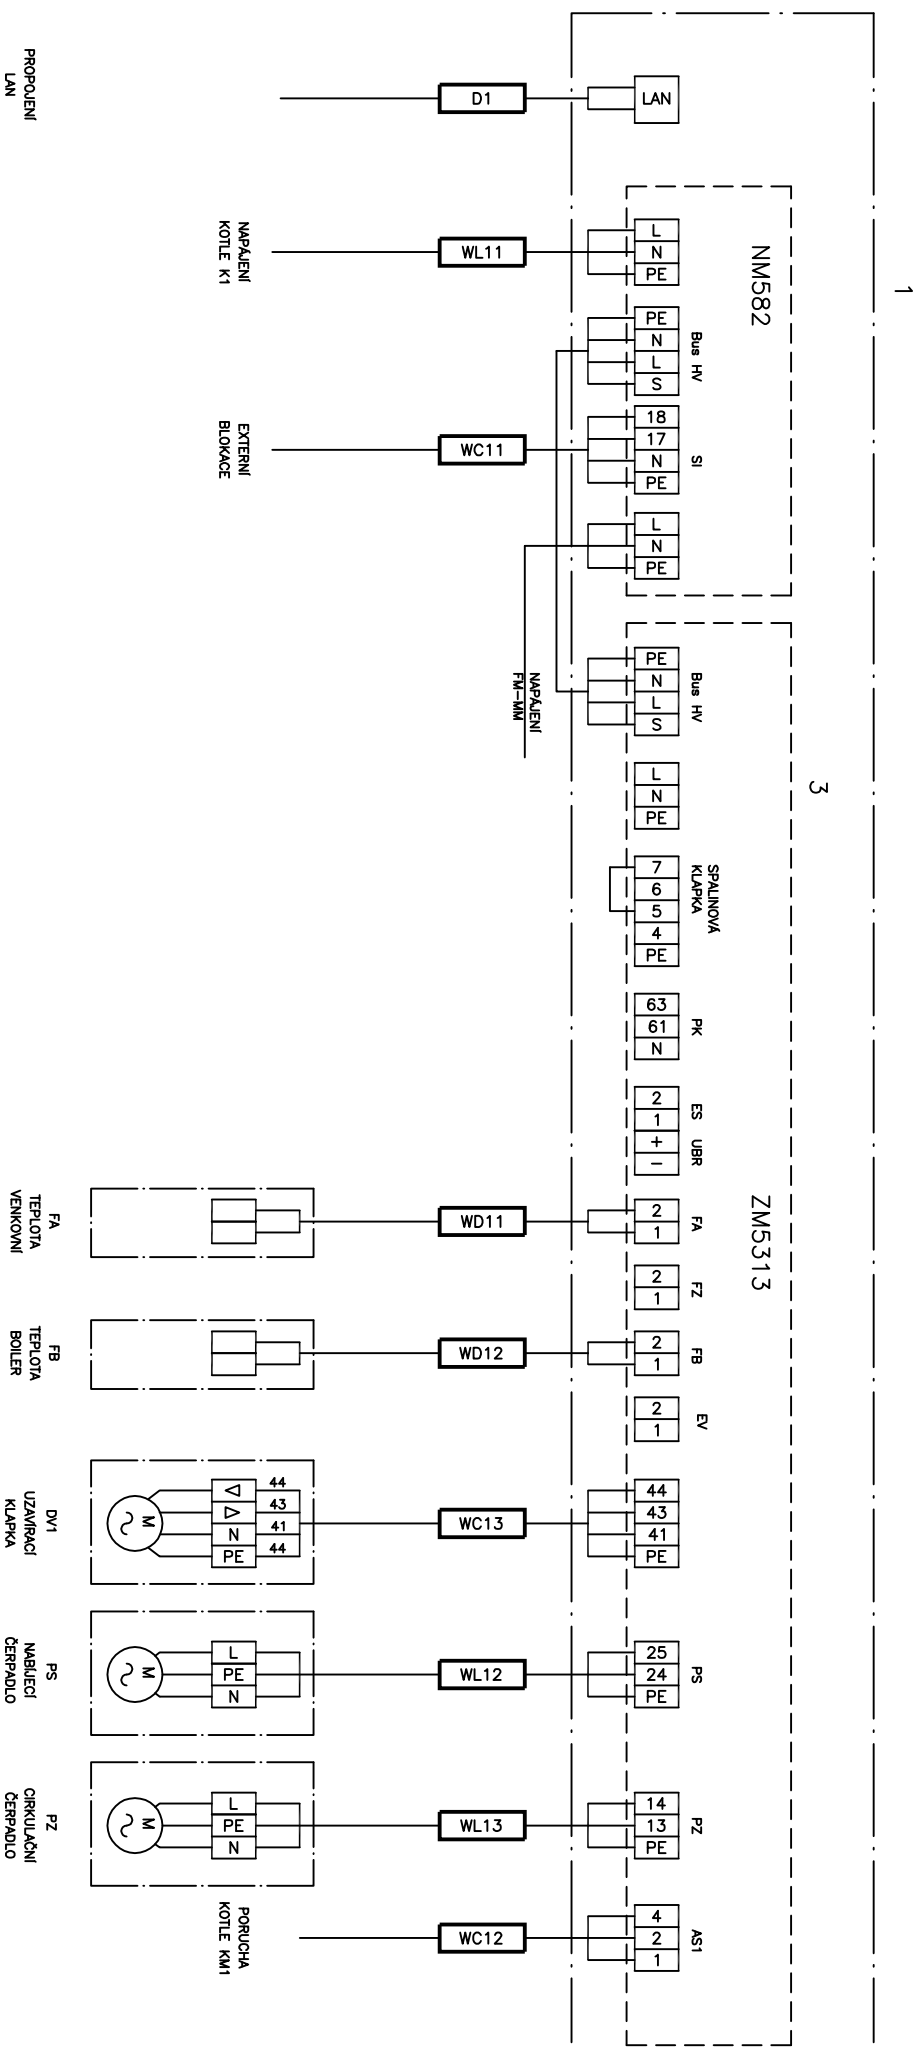 1
LAN
D1
PROPOJENÍ
LAN
NM582
L
N
PE
WL11
NAPÁJENÍ
KOTLE K1
Bus HV
PE
N
L
S
SI
18
17
N
PE
WC11
EXTERNÍ
BLOKACE
L
N
PE
NAPÁJENÍ
FM-MM
3
ZM5313
Bus HV
PE
N
L
S
L
N
PE
SPALINOVÁ
KLAPKA
7
6
5
4
PE
PK
63
61
N
ES UBR
2
1
+
−
FA
2
1
WD11
FA
TEPLOTA
VENKOVNÍ
FZ
2
1
FB
2
1
WD12
FB
TEPLOTA
BOILER
EV
2
1
44
43
41
PE
WC13
44
43
41
44
N
PE
M
DV1
UZAVÍRACÍ
KLAPKA
PS
25
24
PE
WL12
L
PE
N
M
PS
NABÍJECÍ
ČERPADLO
PZ
14
13
PE
WL13
L
PE
N
M
PZ
CIRKULAČNÍ
ČERPADLO
AS1
4
2
1
WC12
PORUCHA
KOTLE KM1